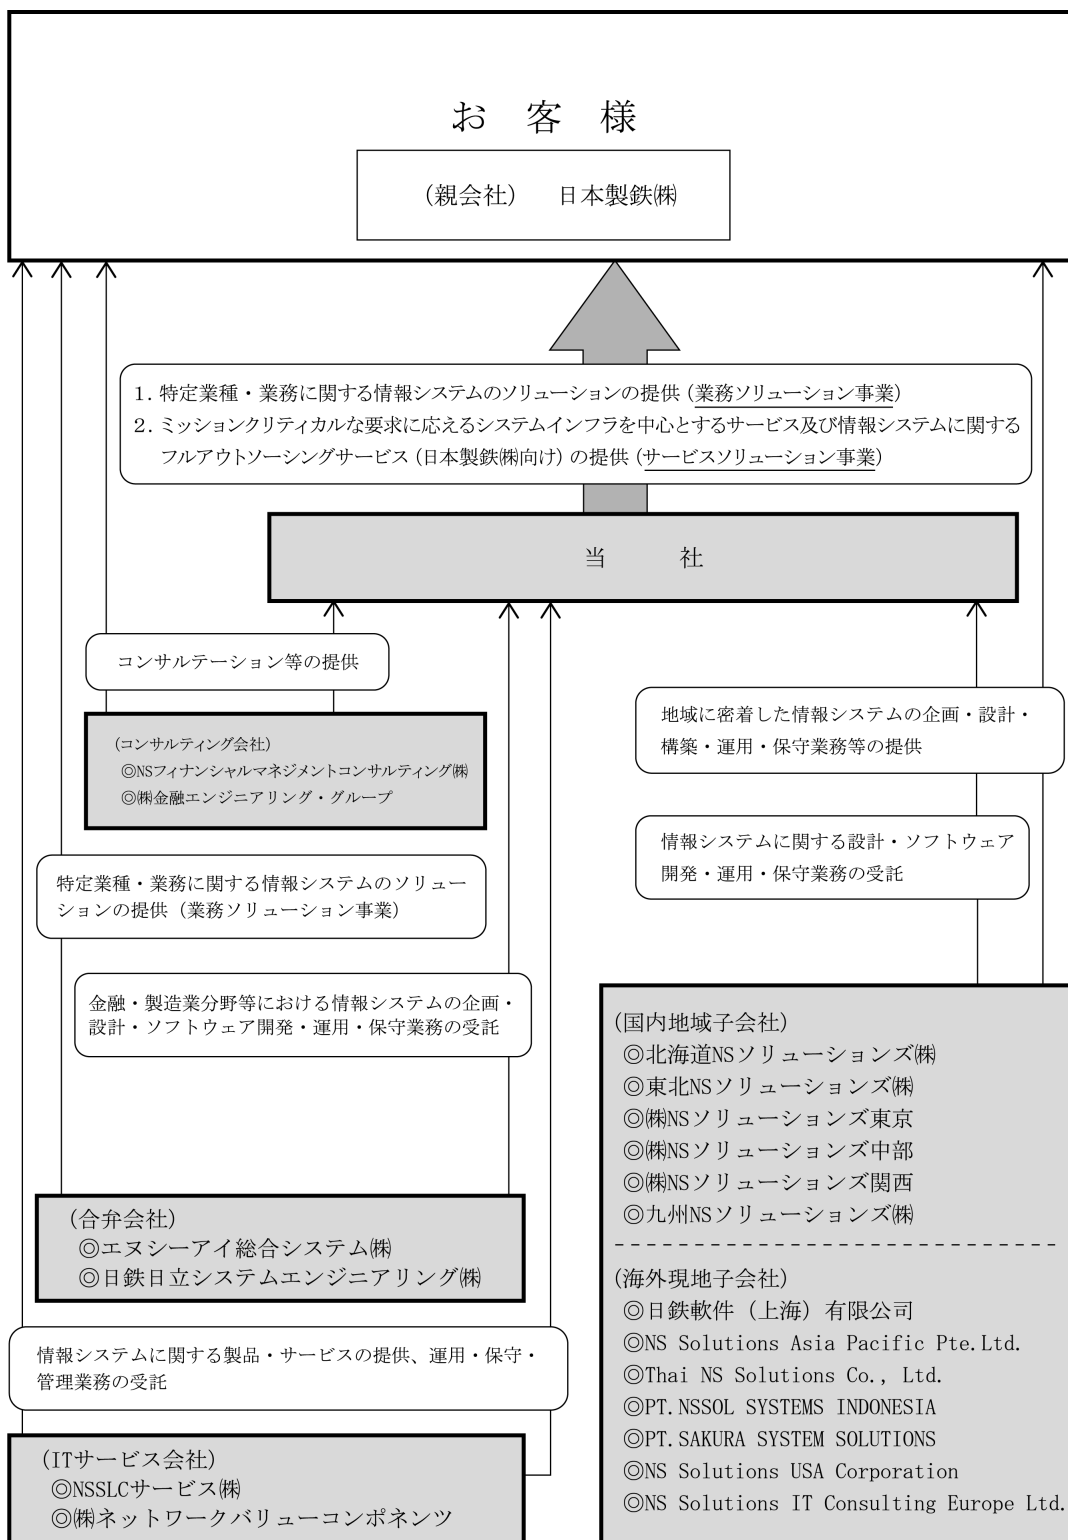 お 客 様
(親会社) 日本製鉄㈱
1. 特定業種・業務に関する情報システムのソリューションの提供 (業務ソリューション事業)
2. ミッションクリティカルな要求に応えるシステムインフラを中心とするサービス及び情報システムに関する
フルアウトソーシングサービス (日本製鉄㈱向け) の提供 (サービスソリューション事業)
当 社
コンサルテーション等の提供
(コンサルティング会社)
◎NSフィナンシャルマネジメントコンサルティング㈱
◎㈱金融エンジニアリング・グループ
特定業種・業務に関する情報システムのソリュー
ションの提供 (業務ソリューション事業)
金融・製造業分野等における情報システムの企画・
設計・ソフトウェア開発・運用・保守業務の受託
(合弁会社)
◎エヌシーアイ総合システム㈱
◎日鉄日立システムエンジニアリング㈱
情報システムに関する製品・サービスの提供、運用・保守・
管理業務の受託
(ITサービス会社)
◎NSSLCサービス㈱
◎㈱ネットワークバリューコンポネンツ
地域に密着した情報システムの企画・設計・
構築・運用・保守業務等の提供
情報システムに関する設計・ソフトウェア
開発・運用・保守業務の受託
(国内地域子会社)
◎北海道NSソリューションズ㈱
◎東北NSソリューションズ㈱
◎㈱NSソリューションズ東京
◎㈱NSソリューションズ中部
◎㈱NSソリューションズ関西
◎九州NSソリューションズ㈱
(海外現地子会社)
◎日鉄軟件 (上海) 有限公司
◎NS Solutions Asia Pacific Pte.Ltd.
◎Thai NS Solutions Co., Ltd.
◎PT.NSSOL SYSTEMS INDONESIA
◎PT.SAKURA SYSTEM SOLUTIONS
◎NS Solutions USA Corporation
◎NS Solutions IT Consulting Europe Ltd.